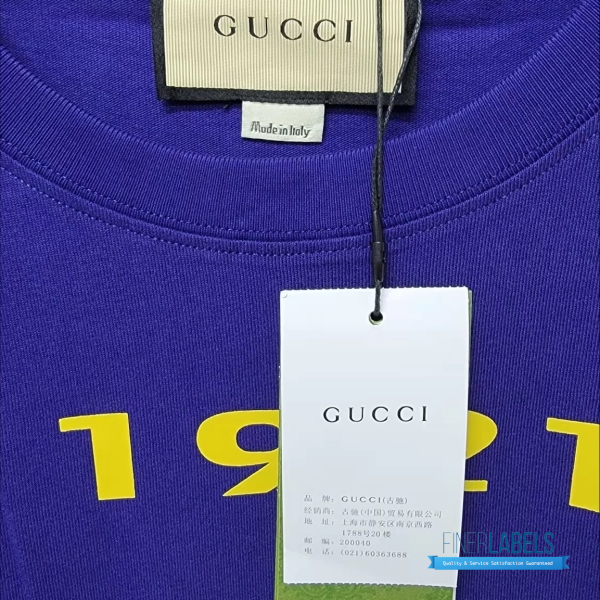 GUCCI
Made in Italy
GUCCI
1921
品 牌: GUCCI(古驰)
经销商: 古驰(中国)贸易有限公司
地 址: 上海市静安区南京西路
1788号20楼
邮 编: 200040
电 话: (021)60363688
FINERLABELS
Quality & Service Satisfaction Guaranteed